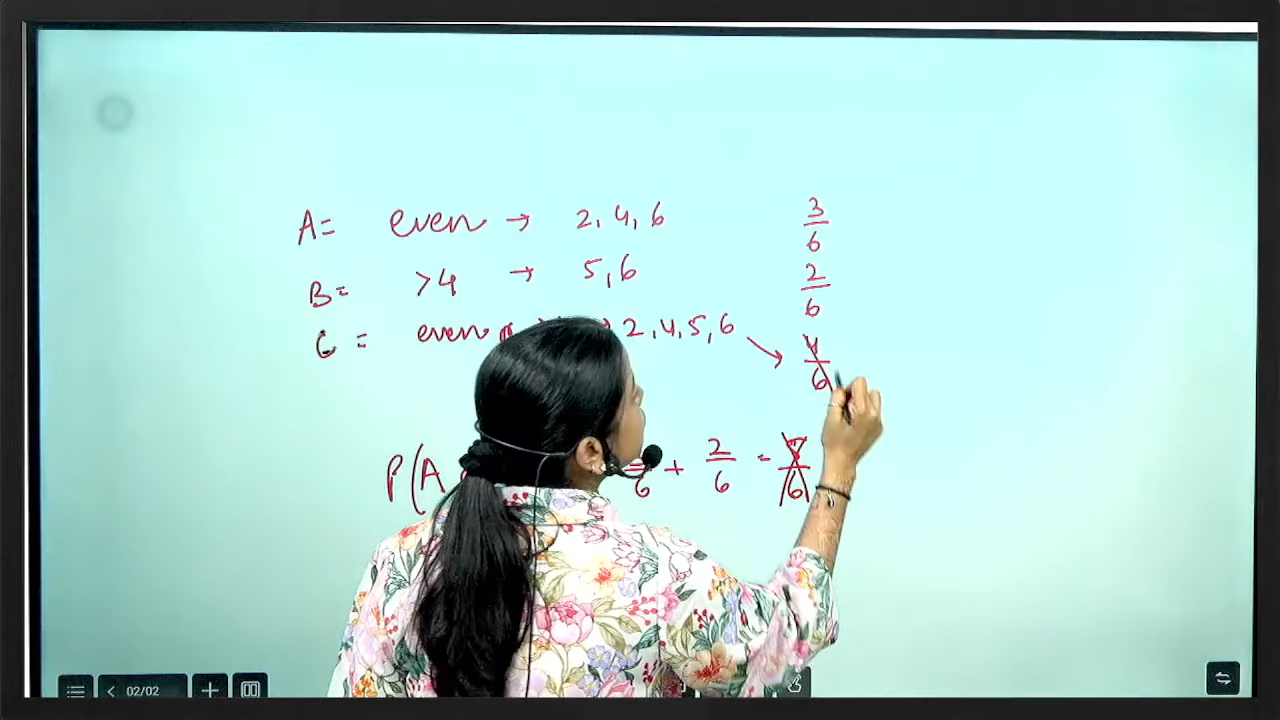 A= even → 2, 4, 6 3/6
B= >4 → 5, 6 2/6
C = even 2, 4, 5, 6 → 4/6
P(A /6 + 2/6 = /6
02/02